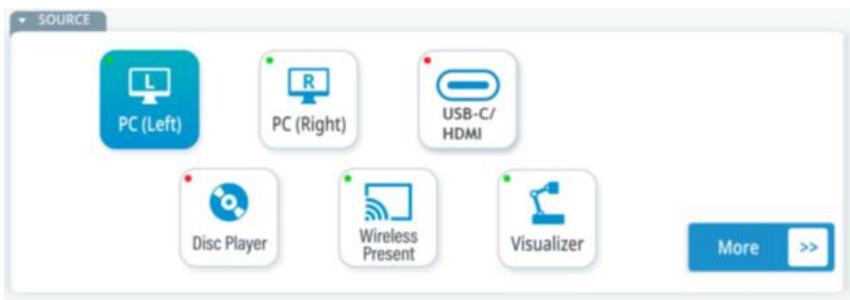 SOURCE
L
PC (Left)
R
PC (Right)
USB-C/
HDMI
Disc Player
Wireless
Present
Visualizer
More >>